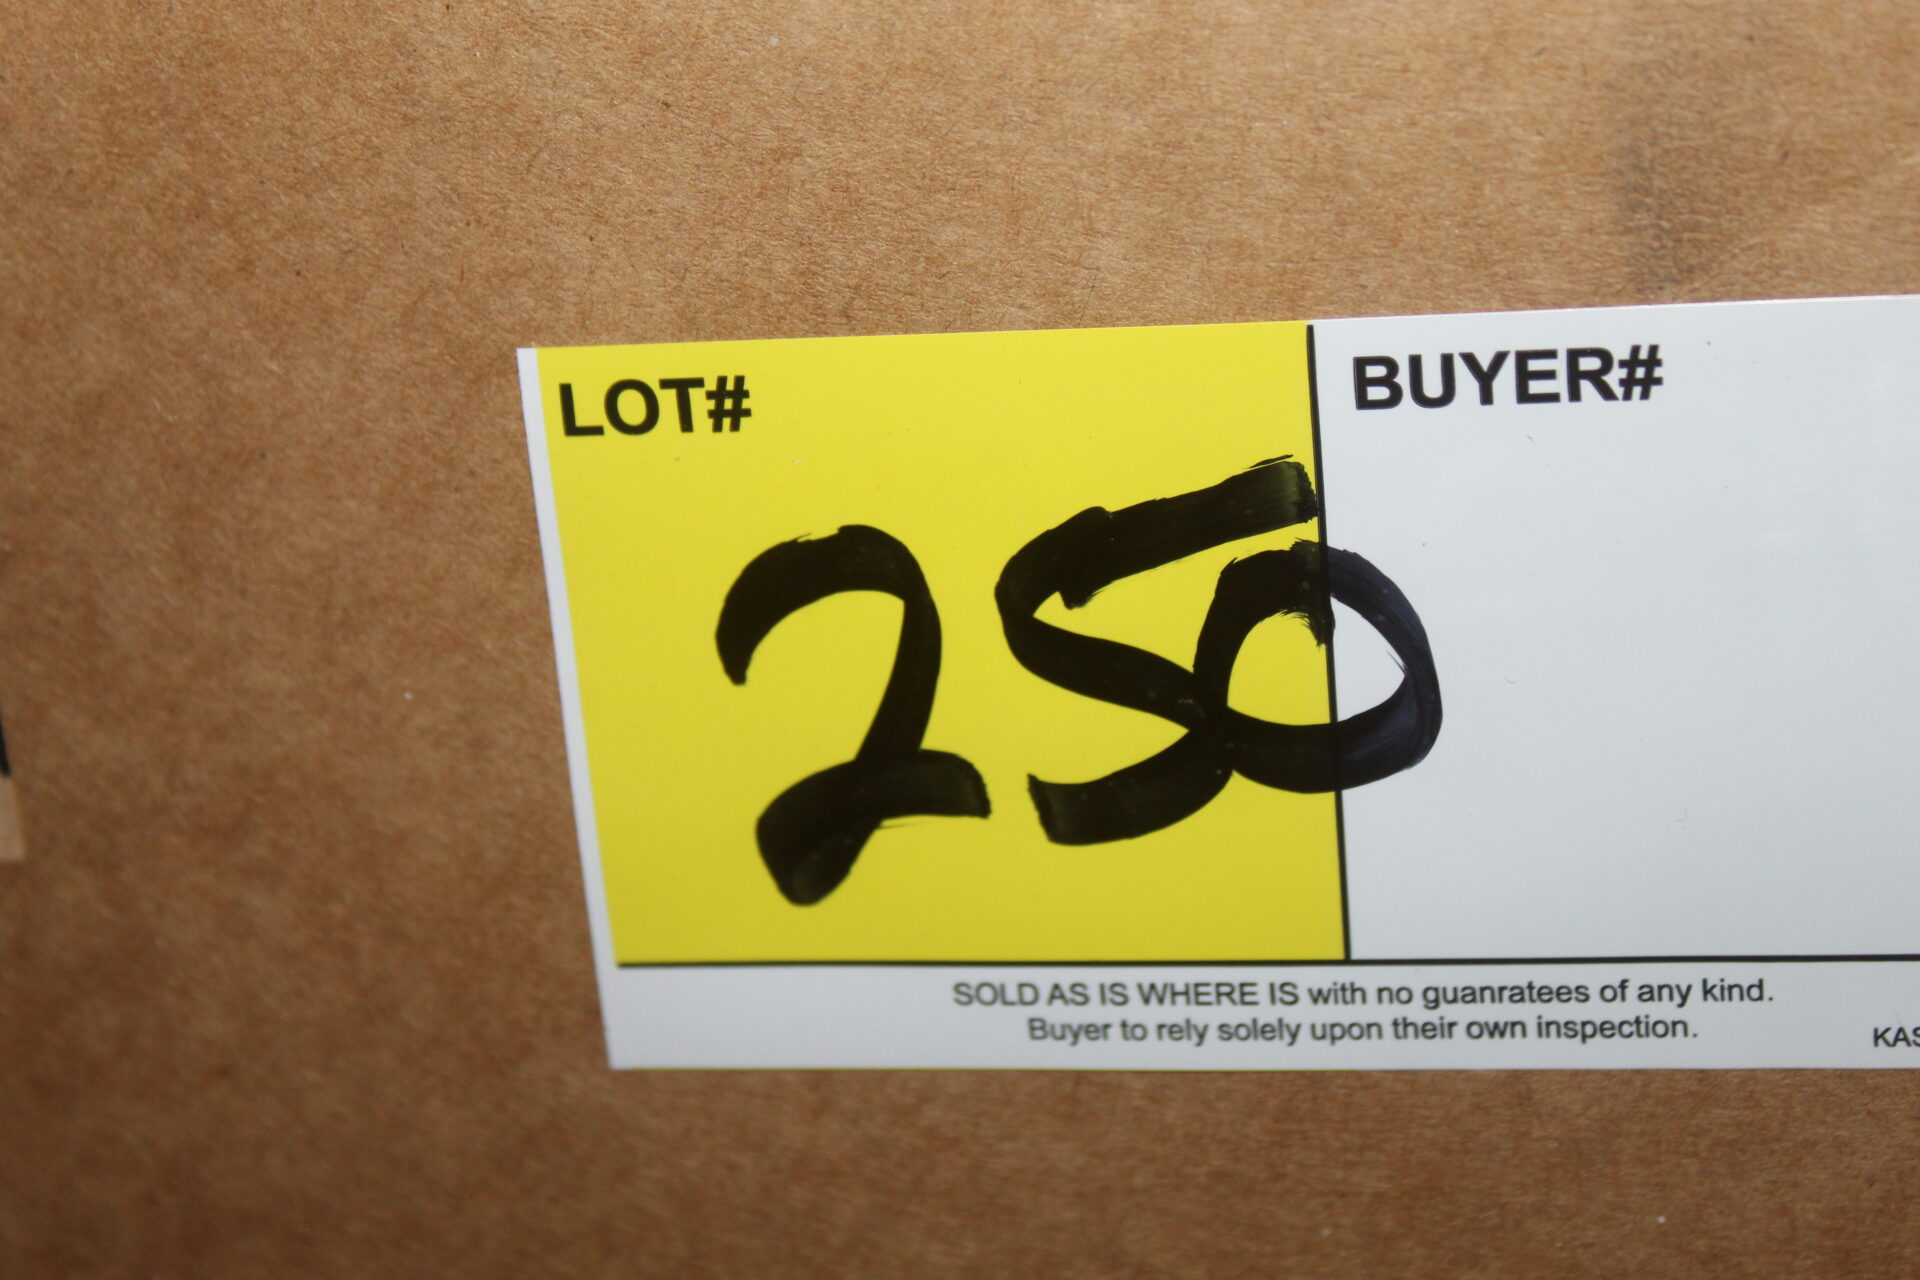 LOT# BUYER#
250
SOLD AS IS WHERE IS with no guanratees of any kind.
Buyer to rely solely upon their own inspection.
KAS